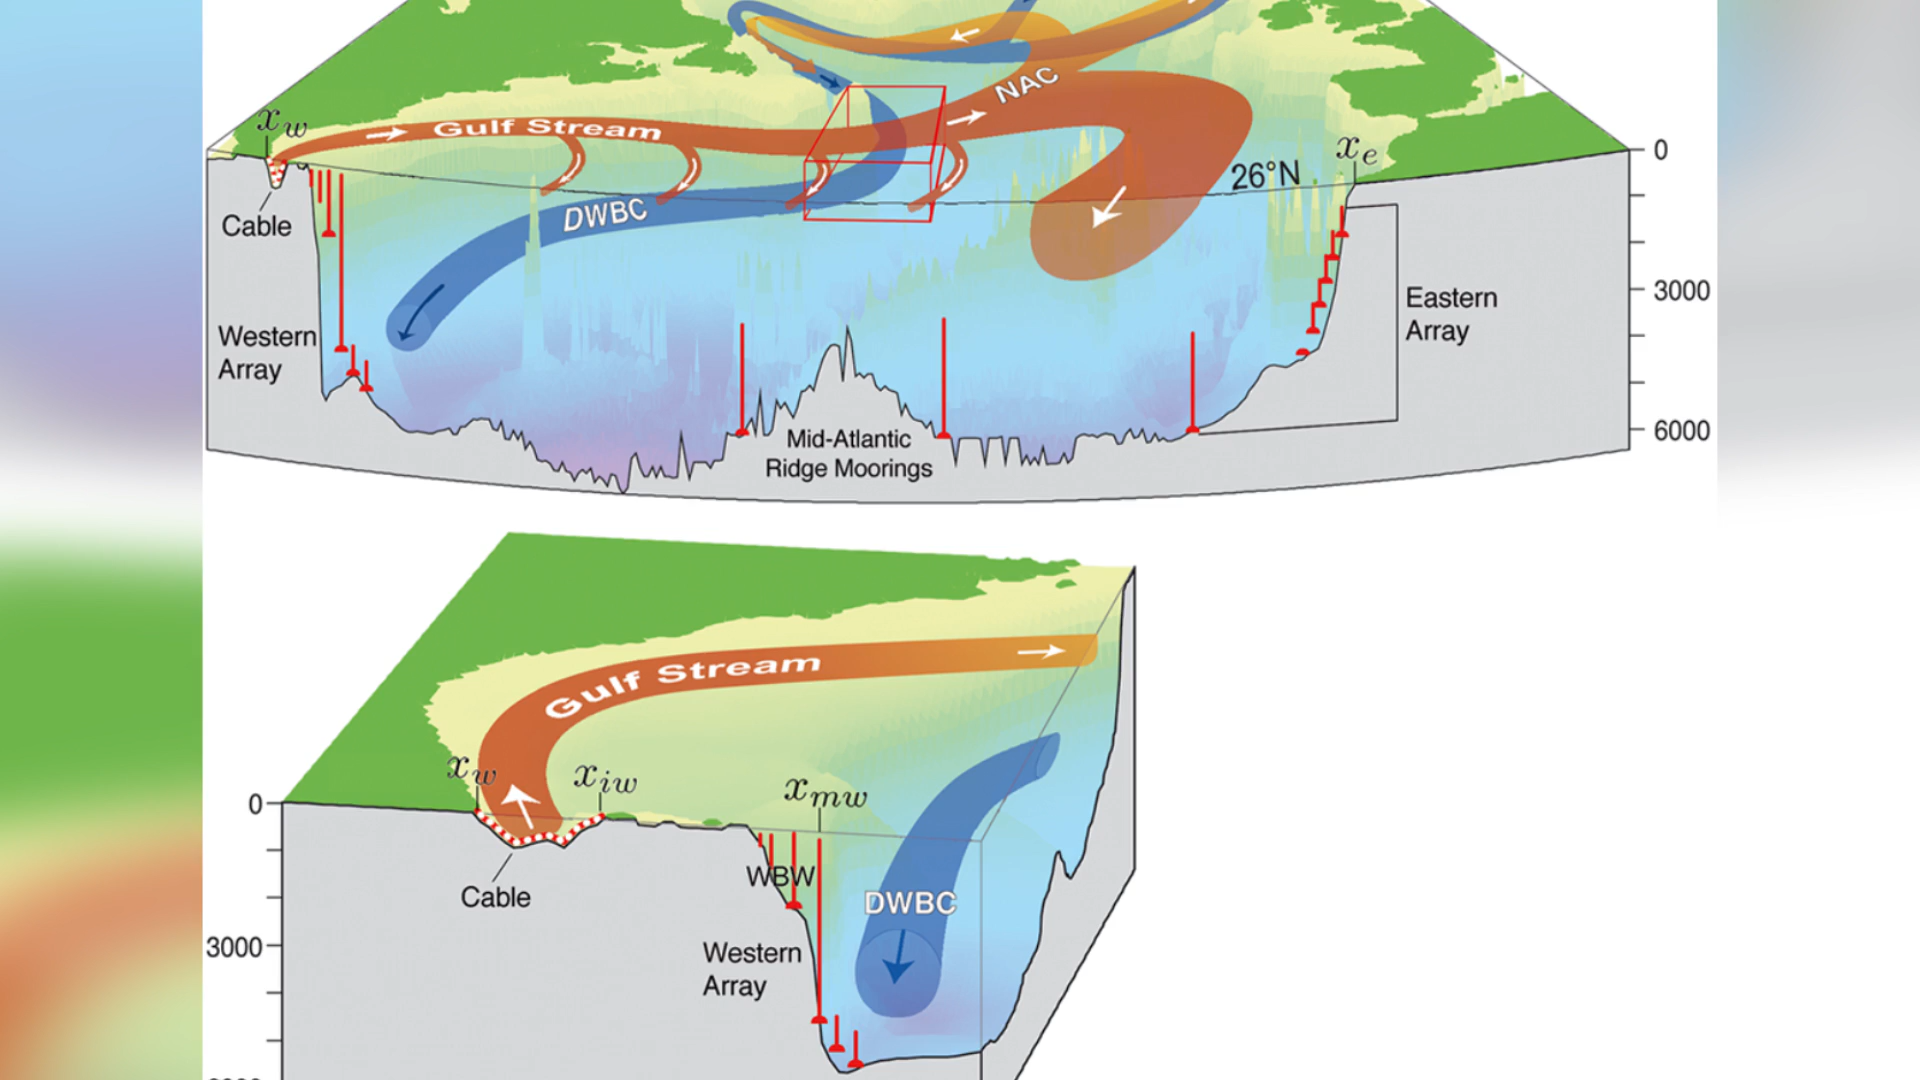 NAC
x_w
Gulf Stream
0
x_e
26°N
Cable
DWBC
3000
Eastern
Array
Western
Array
6000
Mid-Atlantic
Ridge Moorings
Gulf Stream
x_w
x_iw
x_mw
0
WBW
Cable
DWBC
3000
Western
Array